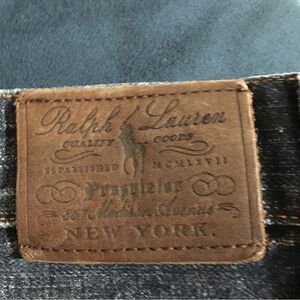 Ralph Lauren
QUALITY GOODS
ESTABLISHED MCMLXVII
Proprietor
867 Madison Avenue
NEW YORK.